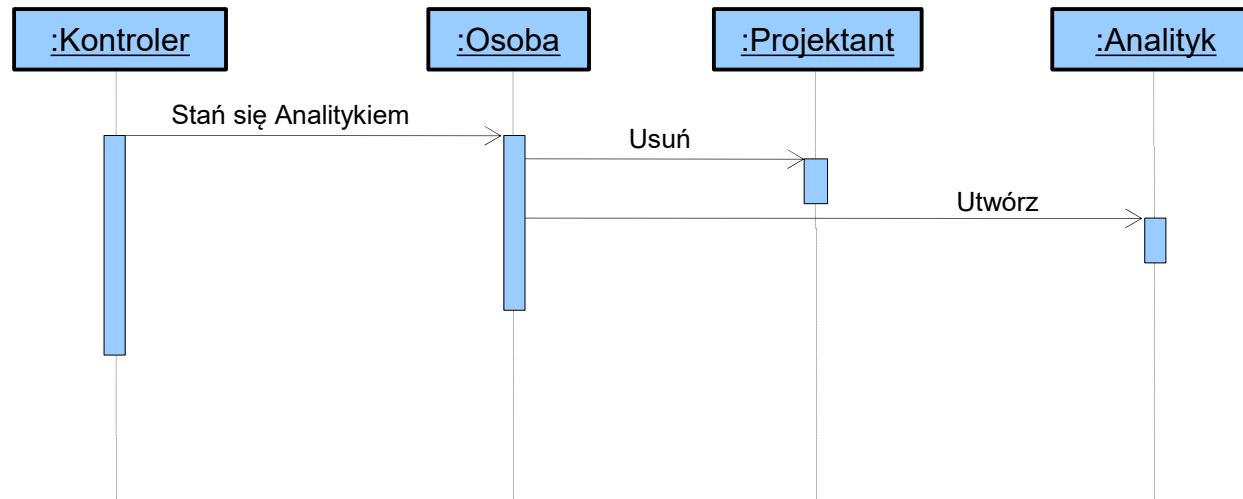 :Kontroler
:Osoba
:Projektant
:Analityk
Stań się Analitykiem
Usuń
Utwórz